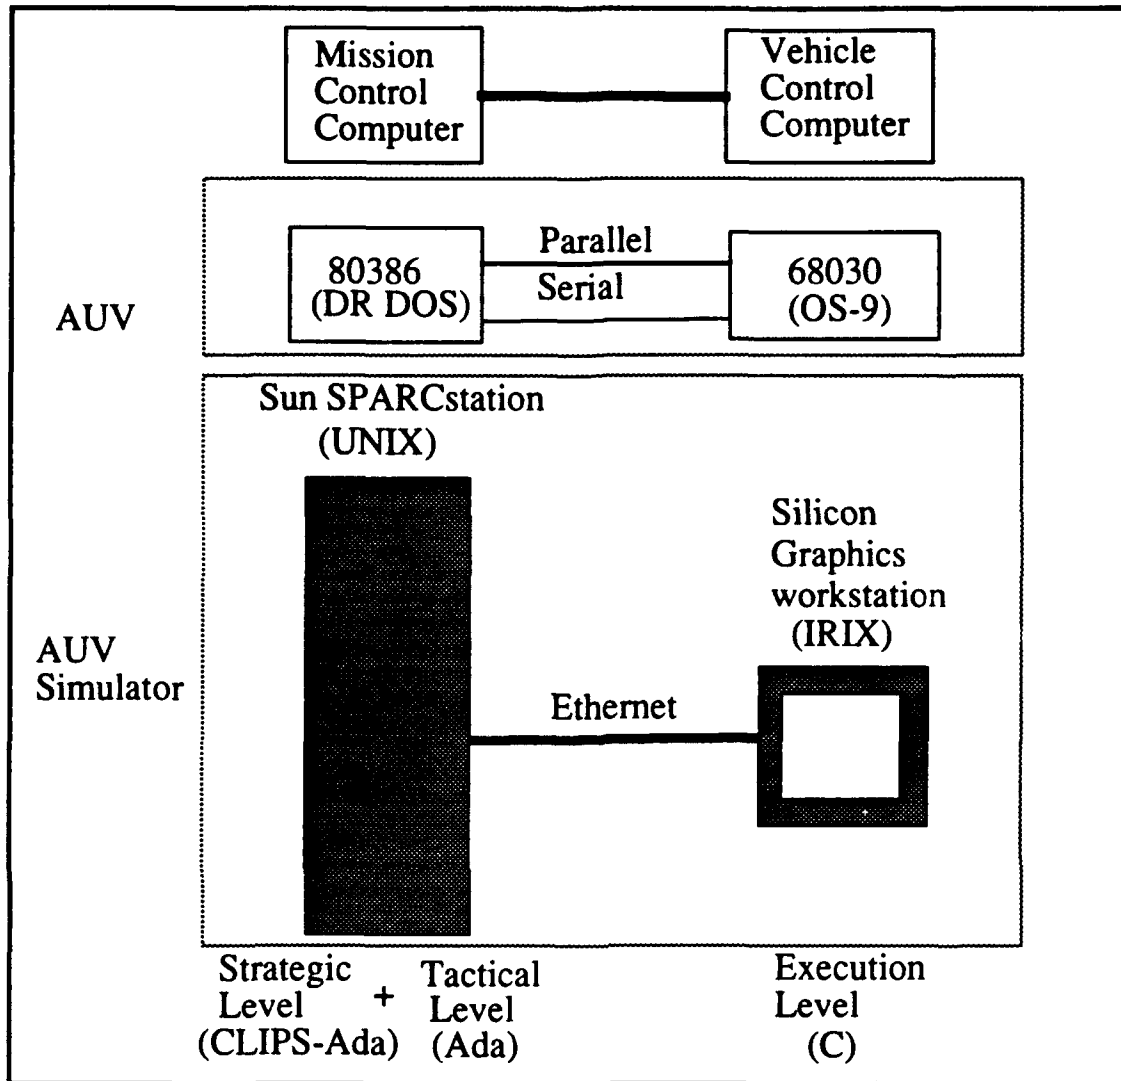 Mission
Control
Computer
Vehicle
Control
Computer
AUV
80386
(DR DOS)
Parallel
Serial
68030
(OS-9)
AUV
Simulator
Sun SPARCstation
(UNIX)
Ethernet
Silicon
Graphics
workstation
(IRIX)
Strategic
Level
(CLIPS-Ada)
+
Tactical
Level
(Ada)
Execution
Level
(C)